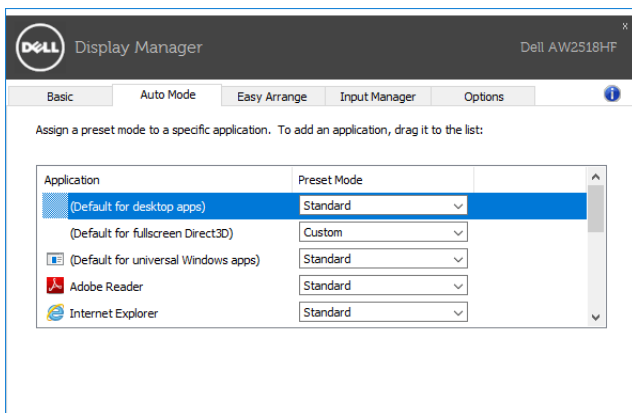 DELL Display Manager Dell AW2518HF
x
Basic Auto Mode Easy Arrange Input Manager Options
Assign a preset mode to a specific application. To add an application, drag it to the list:
Application Preset Mode
(Default for desktop apps) Standard
(Default for fullscreen Direct3D) Custom
(Default for universal Windows apps) Standard
Adobe Reader Standard
Internet Explorer Standard